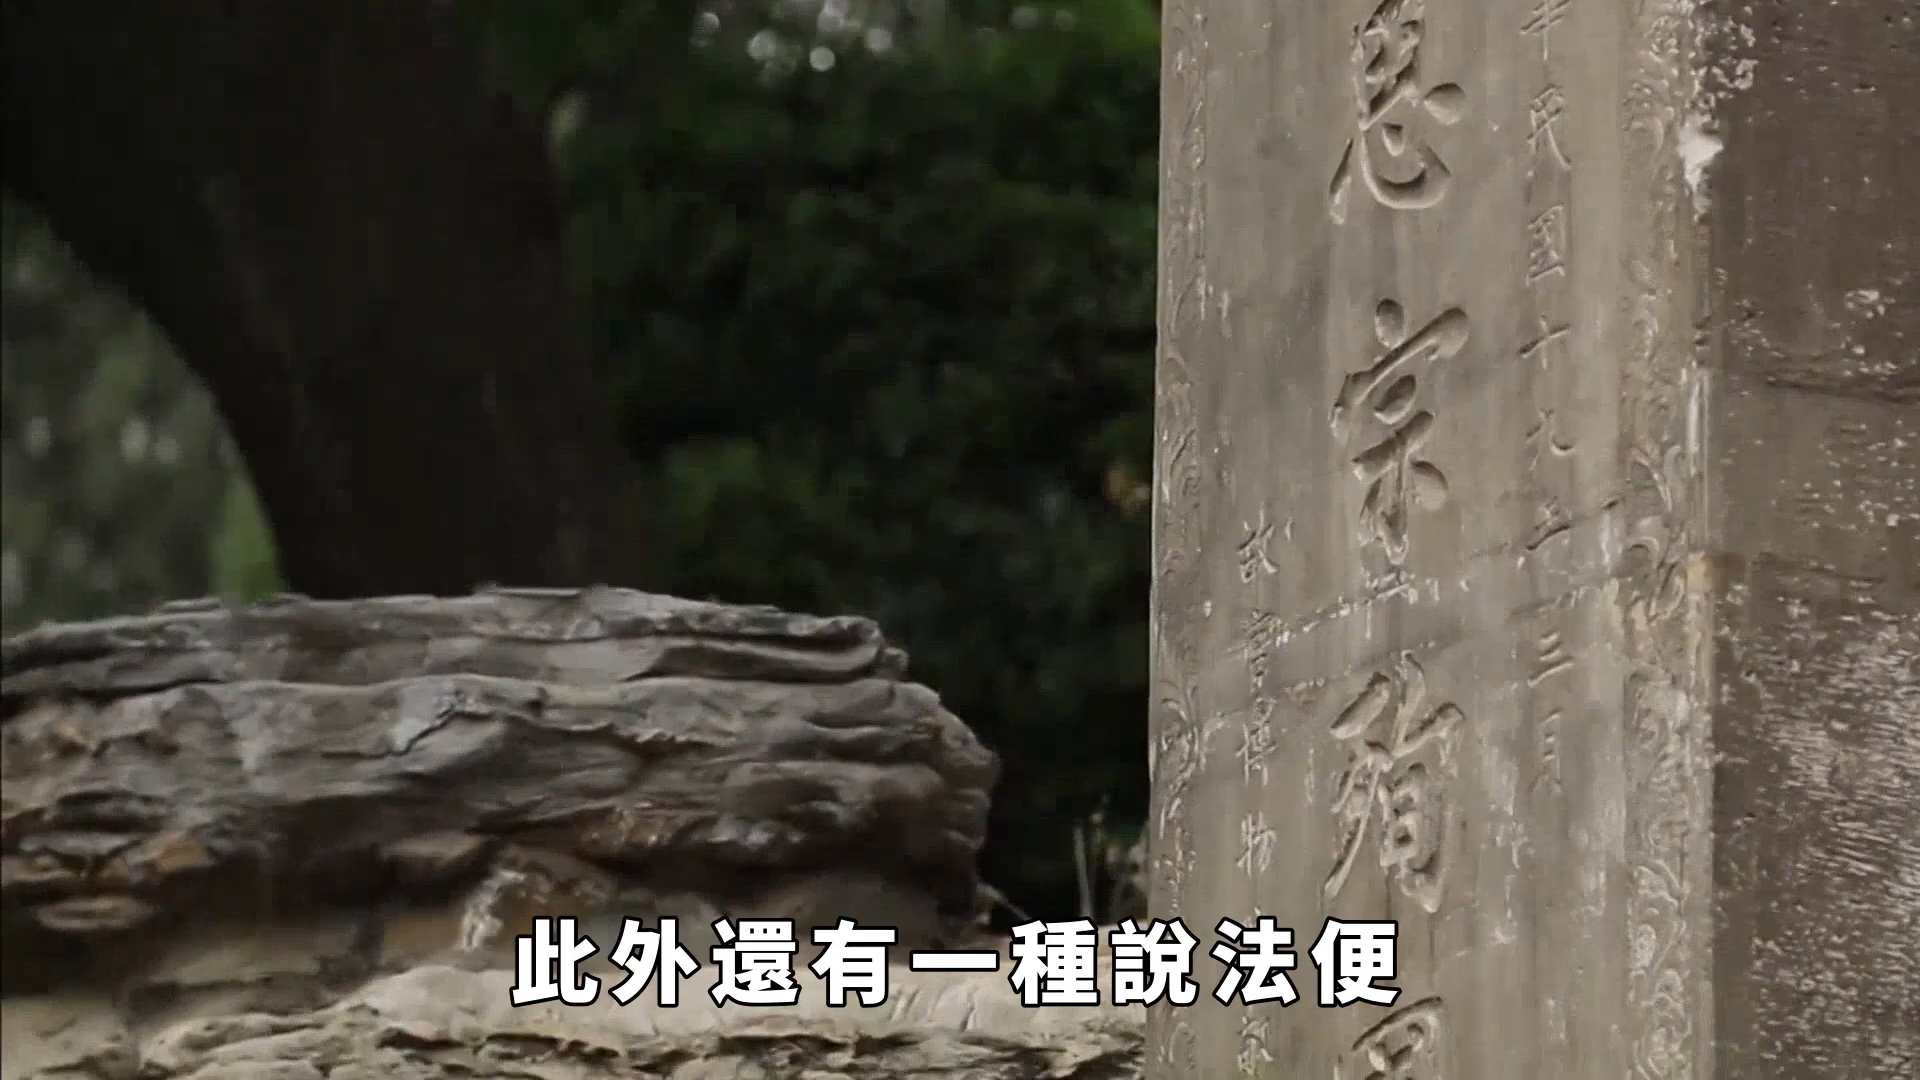 民國十九年三月
思宗殉國
故宮博物
此外還有一種說法便